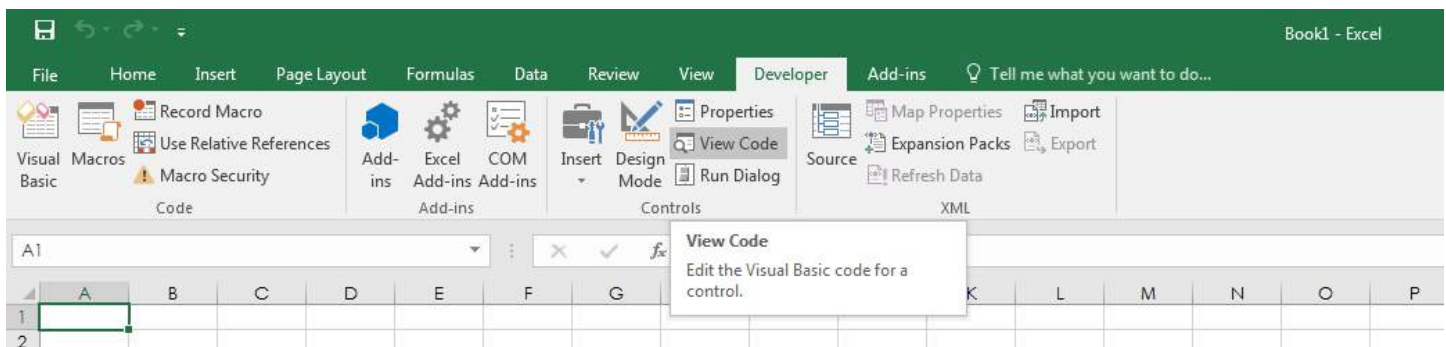 Book1 - Excel
File Home Insert Page Layout Formulas Data Review View Developer Add-ins Tell me what you want to do...
Visual Basic
Macros
Record Macro
Use Relative References
Macro Security
Code
Add-ins
Excel Add-ins
COM Add-ins
Add-ins
Insert
Design Mode
Properties
View Code
Run Dialog
Controls
Source
Map Properties
Expansion Packs
Refresh Data
Import
Export
XML
A1
fx
View Code
Edit the Visual Basic code for a
control.
A B C D E F G K L M N O P
1
2